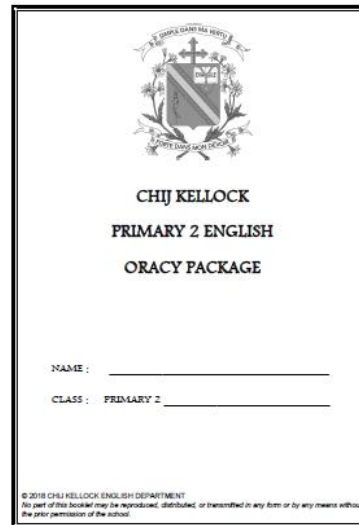 SIMPLE DANS MA VERTU
FORTE DANS MON DEVOIR
CHIJ KELLOCK
PRIMARY 2 ENGLISH
ORACY PACKAGE
NAME :
CLASS : PRIMARY 2
© 2018 CHIJ KELLOCK ENGLISH DEPARTMENT
No part of this booklet may be reproduced, distributed, or transmitted in any form or by any means without
the prior permission of the school.